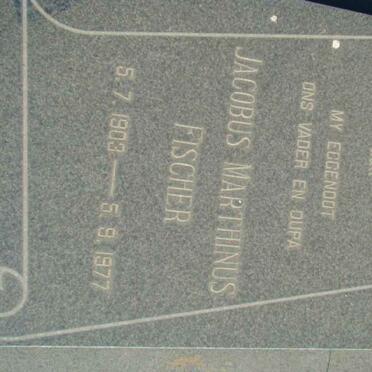 MY EGGENOOT
ONS VADER EN OUPA
JACOBUS MARTHINUS
FISCHER
5.7.1903 — 5.9.1977